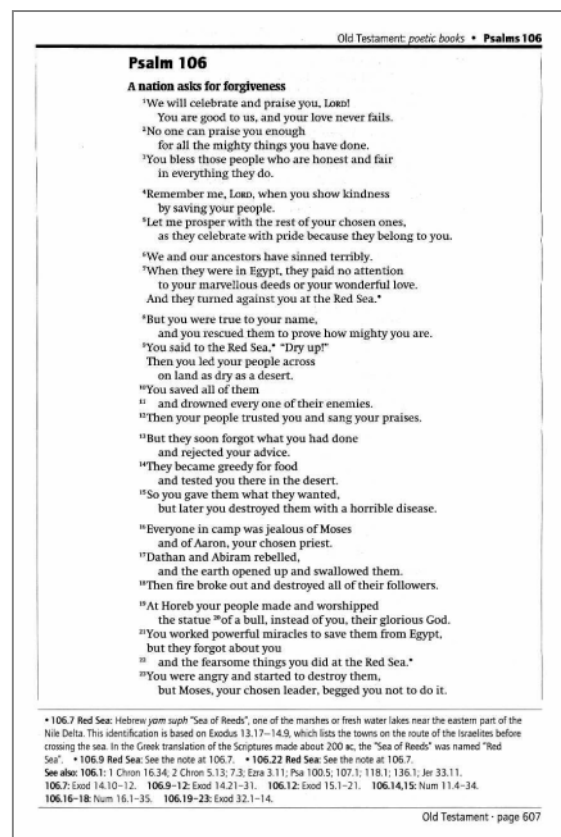 Old Testament: poetic books • Psalms 106
Psalm 106
A nation asks for forgiveness
¹We will celebrate and praise you, LORD!
You are good to us, and your love never fails.
²No one can praise you enough
for all the mighty things you have done.
³You bless those people who are honest and fair
in everything they do.
⁴Remember me, LORD, when you show kindness
by saving your people.
⁵Let me prosper with the rest of your chosen ones,
as they celebrate with pride because they belong to you.
⁶We and our ancestors have sinned terribly.
⁷When they were in Egypt, they paid no attention
to your marvellous deeds or your wonderful love.
And they turned against you at the Red Sea.*
⁸But you were true to your name,
and you rescued them to prove how mighty you are.
⁹You said to the Red Sea,* "Dry up!"
Then you led your people across
on land as dry as a desert.
¹⁰You saved all of them
¹¹ and drowned every one of their enemies.
¹²Then your people trusted you and sang your praises.
¹³But they soon forgot what you had done
and rejected your advice.
¹⁴They became greedy for food
and tested you there in the desert.
¹⁵So you gave them what they wanted,
but later you destroyed them with a horrible disease.
¹⁶Everyone in camp was jealous of Moses
and of Aaron, your chosen priest.
¹⁷Dathan and Abiram rebelled,
and the earth opened up and swallowed them.
¹⁸Then fire broke out and destroyed all of their followers.
¹⁹At Horeb your people made and worshipped
the statue ²⁰of a bull, instead of you, their glorious God.
²¹You worked powerful miracles to save them from Egypt,
but they forgot about you
²² and the fearsome things you did at the Red Sea.*
²³You were angry and started to destroy them,
but Moses, your chosen leader, begged you not to do it.
• 106.7 Red Sea: Hebrew yam suph "Sea of Reeds", one of the marshes or fresh water lakes near the eastern part of the
Nile Delta. This identification is based on Exodus 13.17–14.9, which lists the towns on the route of the Israelites before
crossing the sea. In the Greek translation of the Scriptures made about 200 BC, the "Sea of Reeds" was named "Red
Sea". • 106.9 Red Sea: See the note at 106.7. • 106.22 Red Sea: See the note at 106.7.
See also: 106.1: 1 Chron 16.34; 2 Chron 5.13; 7.3; Ezra 3.11; Psa 100.5; 107.1; 118.1; 136.1; Jer 33.11.
106.7: Exod 14.10–12. 106.9–12: Exod 14.21–31. 106.12: Exod 15.1–21. 106.14,15: Num 11.4–34.
106.16–18: Num 16.1–35. 106.19–23: Exod 32.1–14.
Old Testament · page 607